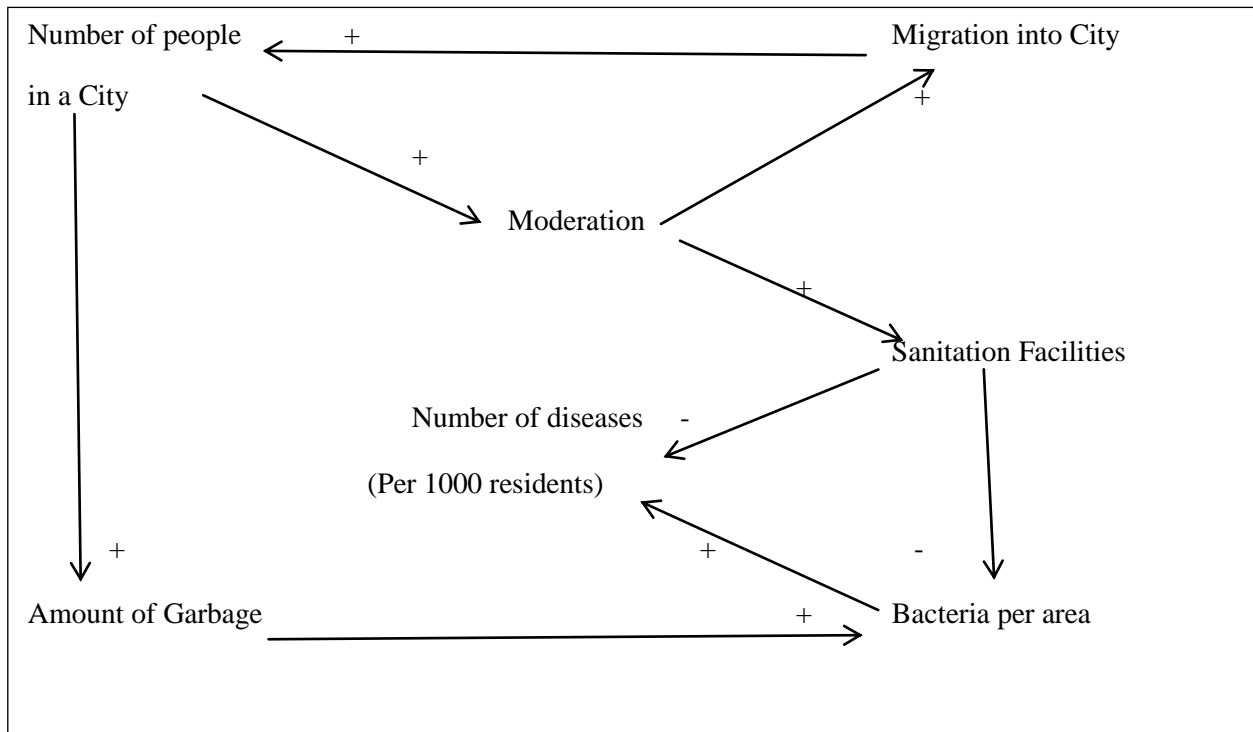 Number of people + Migration into City
in a City +
+
Moderation
+
Sanitation Facilities
Number of diseases -
(Per 1000 residents)
+ + -
Amount of Garbage + Bacteria per area